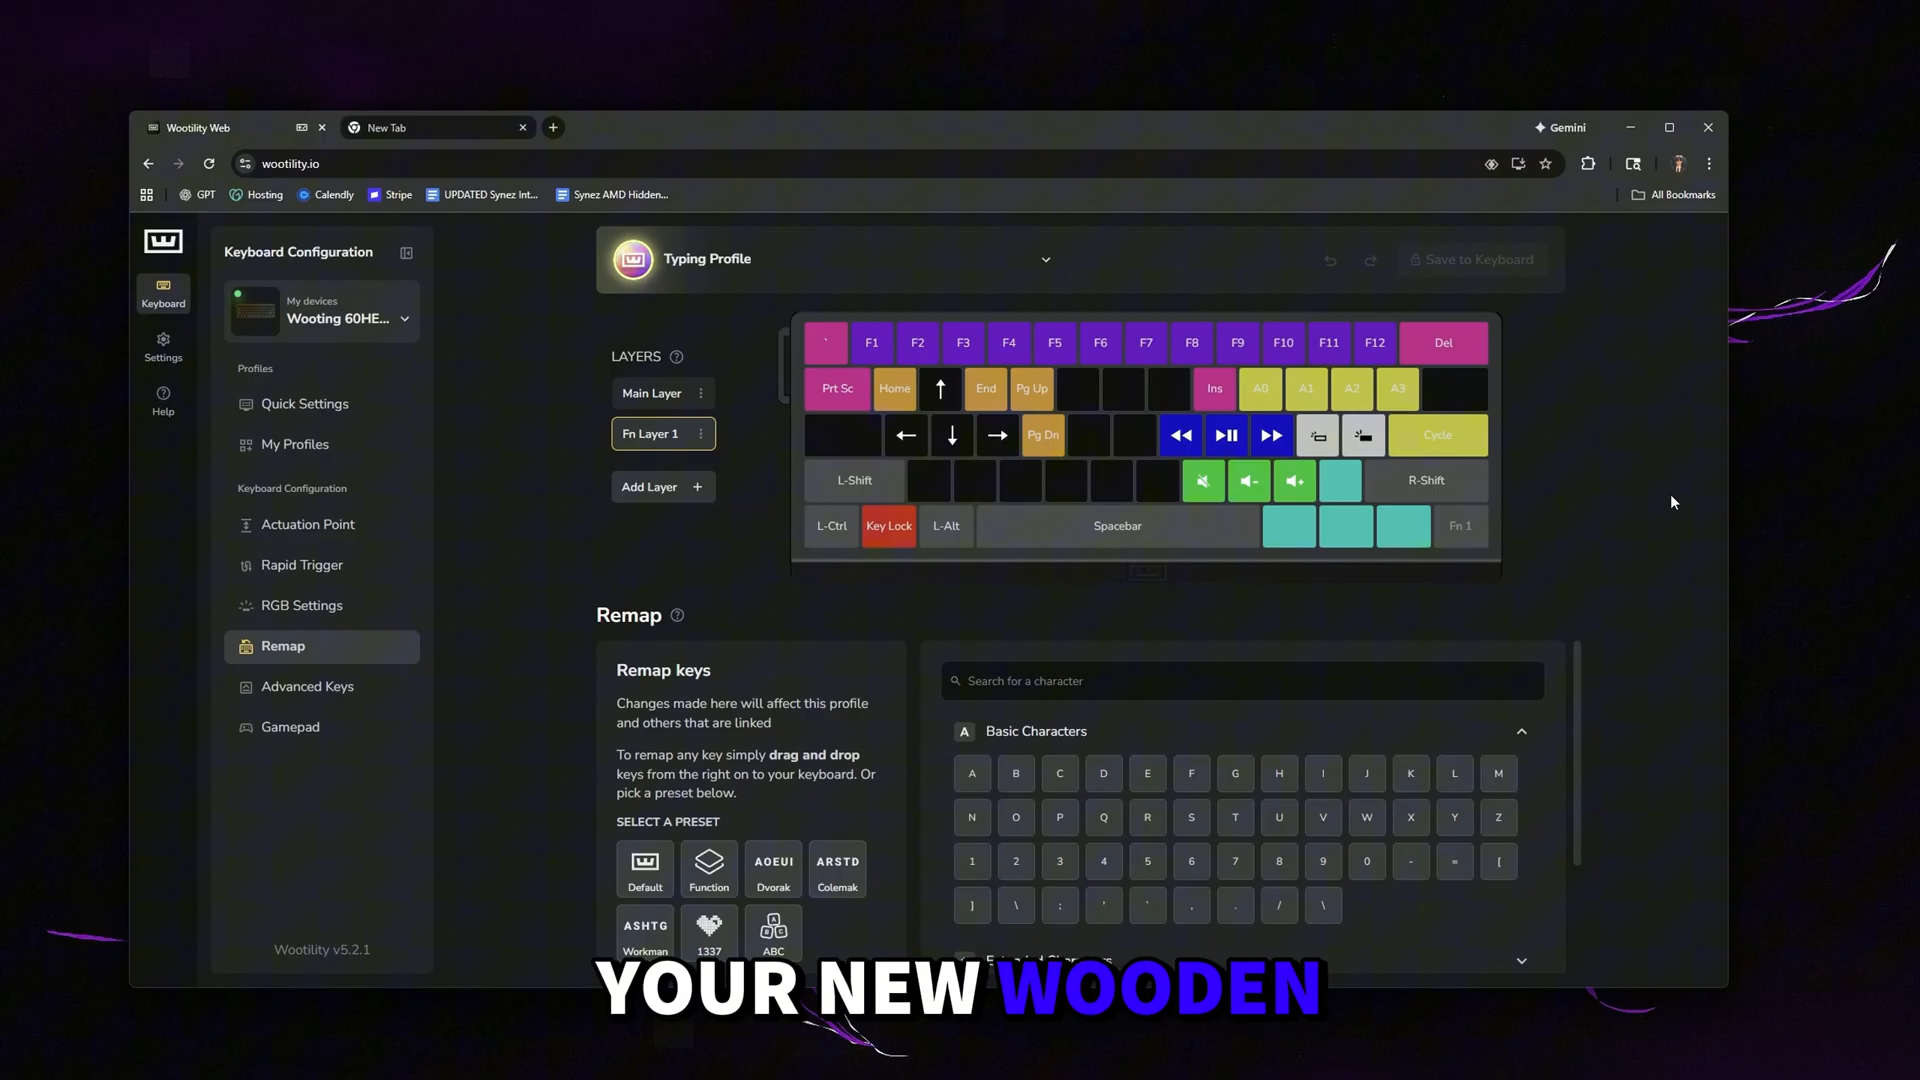 Wootility Web
New Tab
Gemini
wootility.io
GPT
Hosting
Calendly
Stripe
UPDATED Synez Int...
Synez AMD Hidden...
All Bookmarks
Keyboard
Settings
Help
Keyboard Configuration
My devices
Wooting 60HE...
Profiles
Quick Settings
My Profiles
Keyboard Configuration
Actuation Point
Rapid Trigger
RGB Settings
Remap
Advanced Keys
Gamepad
Wootility v5.2.1
Typing Profile
Save to Keyboard
LAYERS
Main Layer
Fn Layer 1
Add Layer +
` F1 F2 F3 F4 F5 F6 F7 F8 F9 F10 F11 F12 Del
Prt Sc Home ↑ End Pg Up Ins A0 A1 A2 A3
← ↓ → Pg Dn Cycle
L-Shift R-Shift
L-Ctrl Key Lock L-Alt Spacebar Fn 1
Remap
Remap keys
Changes made here will affect this profile
and others that are linked
To remap any key simply drag and drop
keys from the right on to your keyboard. Or
pick a preset below.
SELECT A PRESET
Default
Function
AOEUI
Dvorak
ARSTD
Colemak
ASHTG
Workman
1337
ABC
Search for a character
A Basic Characters
A B C D E F G H I J K L M
N O P Q R S T U V W X Y Z
1 2 3 4 5 6 7 8 9 0 - = [
] \ ; ' ` , . / \
YOUR NEW WOODEN